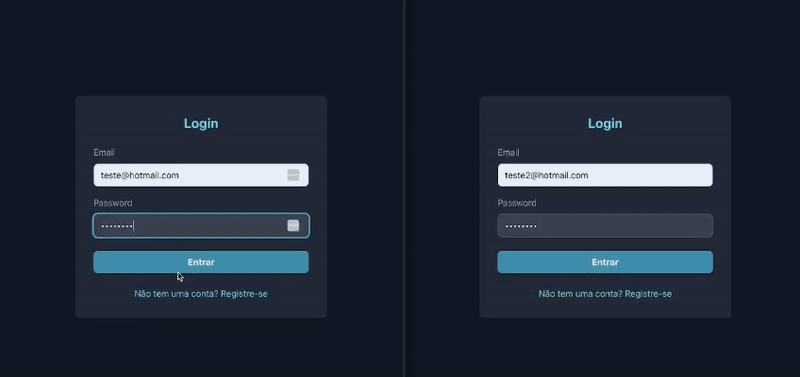 Login
Email
teste@hotmail.com
Password
••••••••
Entrar
Não tem uma conta? Registre-se
Login
Email
teste2@hotmail.com
Password
••••••••
Entrar
Não tem uma conta? Registre-se